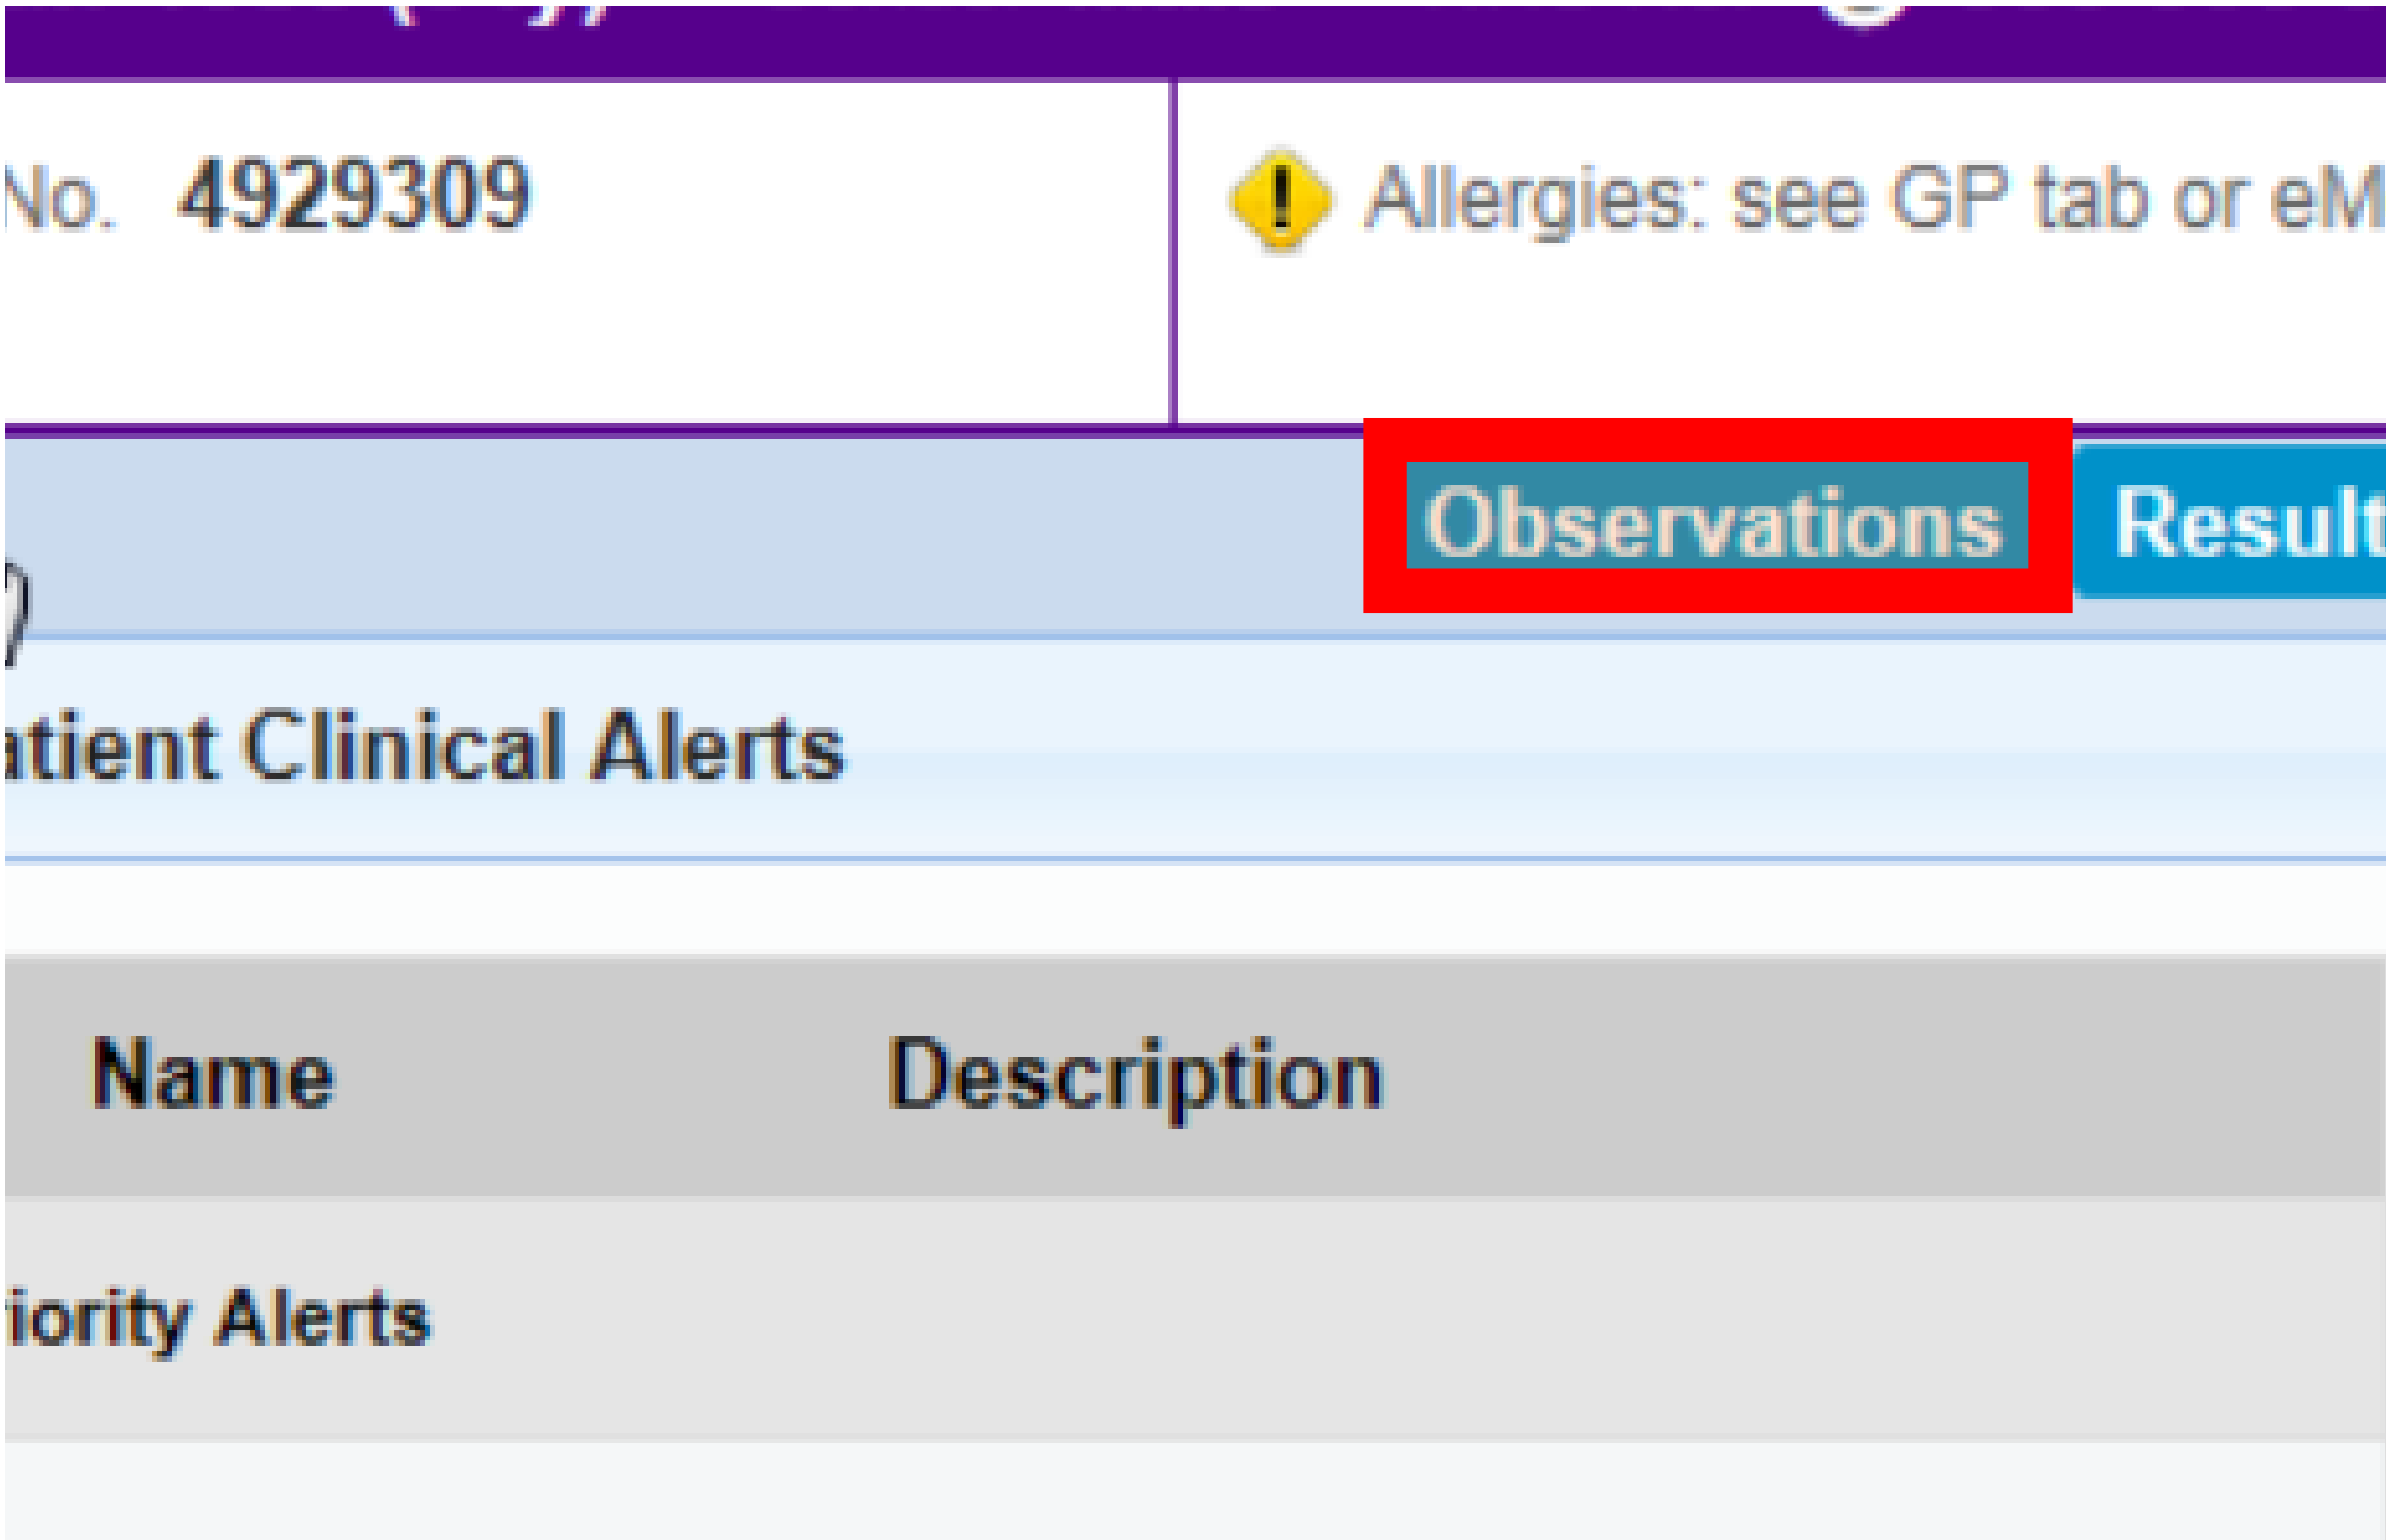 No. 4929309
Allergies: see GP tab or eM
Observations
Result
atient Clinical Alerts
Name Description
iority Alerts